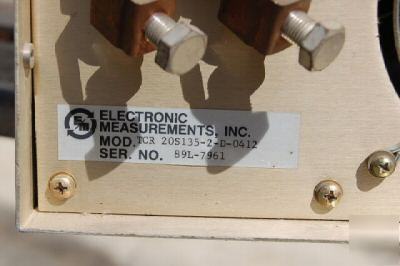 ELECTRONIC
MEASUREMENTS, INC.
MOD. TCR 20S135-2-D-0412
SER. NO. 89L-7961